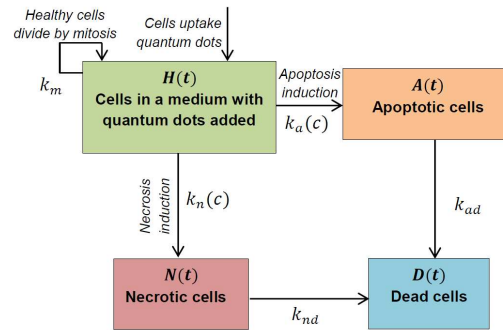 Healthy cells
divide by mitosis
Cells uptake
quantum dots
k_m
H(t)
Cells in a medium with
quantum dots added
Apoptosis
induction
k_a(c)
A(t)
Apoptotic cells
Necrosis
induction
k_n(c)
k_ad
N(t)
Necrotic cells
k_nd
D(t)
Dead cells